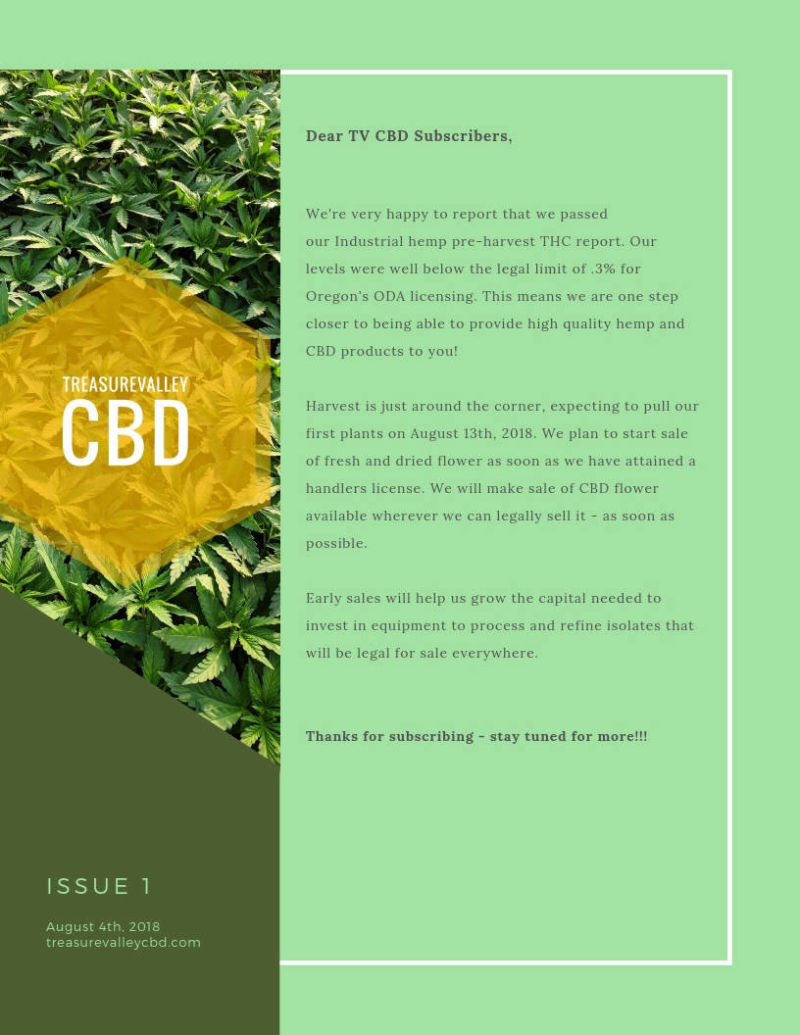 TREASUREVALLEY
CBD
ISSUE 1
August 4th, 2018
treasurevalleycbd.com
Dear TV CBD Subscribers,
We're very happy to report that we passed
our Industrial hemp pre-harvest THC report. Our
levels were well below the legal limit of .3% for
Oregon's ODA licensing. This means we are one step
closer to being able to provide high quality hemp and
CBD products to you!
Harvest is just around the corner, expecting to pull our
first plants on August 13th, 2018. We plan to start sale
of fresh and dried flower as soon as we have attained a
handlers license. We will make sale of CBD flower
available wherever we can legally sell it - as soon as
possible.
Early sales will help us grow the capital needed to
invest in equipment to process and refine isolates that
will be legal for sale everywhere.
Thanks for subscribing - stay tuned for more!!!